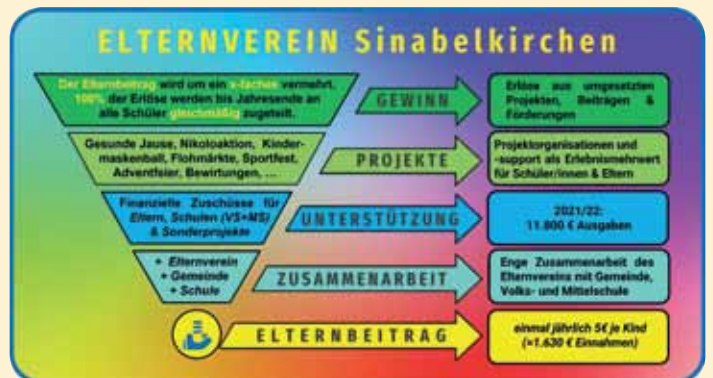 ELTERNVEREIN Sinabelkirchen
Der Elternbeitrag wird um ein x-faches vermehrt.
100% der Erlöse werden bis Jahresende an
alle Schüler gleichmäßig zugeteilt.
GEWINN
Erlöse aus umgesetzten
Projekten, Beiträgen &
Förderungen
Gesunde Jause, Nikoloaktion, Kinder-
maskenball, Flohmärkte, Sportfest,
Adventfeier, Bewirtungen, ...
PROJEKTE
Projektorganisationen und
-support als Erlebnismehrwert
für Schüler/innen & Eltern
Finanzielle Zuschüsse für
Eltern, Schulen (VS+MS)
& Sonderprojekte
UNTERSTÜTZUNG
2021/22:
11.800 € Ausgaben
+ Elternverein
+ Gemeinde
+ Schule
ZUSAMMENARBEIT
Enge Zusammenarbeit des
Elternvereins mit Gemeinde,
Volks- und Mittelschule
ELTERNBEITRAG
einmal jährlich 5€ je Kind
(=1.630 € Einnahmen)